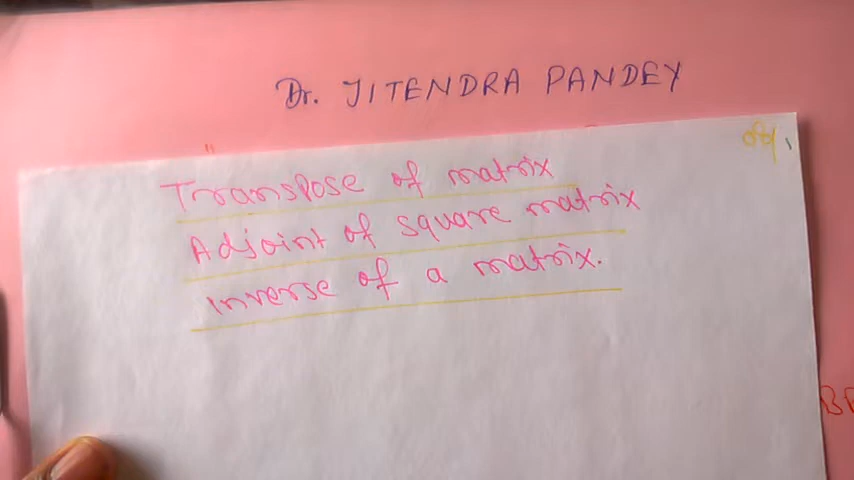 Dr. JITENDRA PANDEY
Transpose of matrix
Adjoint of square matrix
Inverse of a matrix.